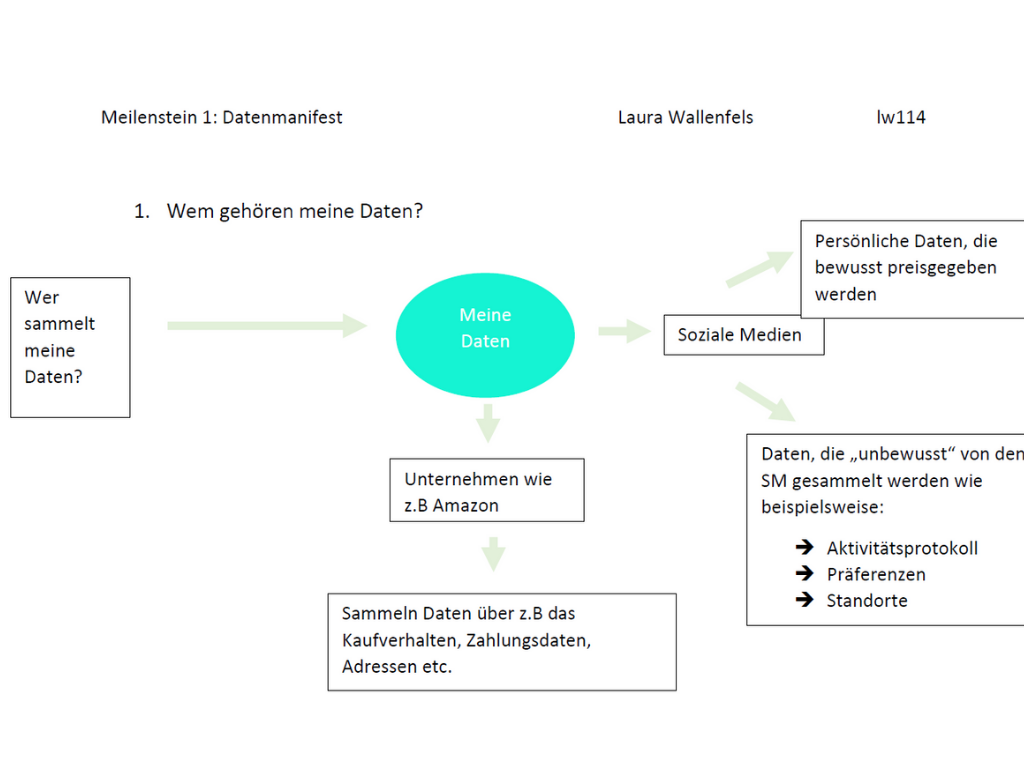 Meilenstein 1: Datenmanifest Laura Wallenfels lw114
1. Wem gehören meine Daten?
Wer
sammelt
meine
Daten?
Meine
Daten
Soziale Medien
Persönliche Daten, die
bewusst preisgegeben
werden
Daten, die „unbewusst“ von den
SM gesammelt werden wie
beispielsweise:
➔ Aktivitätsprotokoll
➔ Präferenzen
➔ Standorte
Unternehmen wie
z.B Amazon
Sammeln Daten über z.B das
Kaufverhalten, Zahlungsdaten,
Adressen etc.